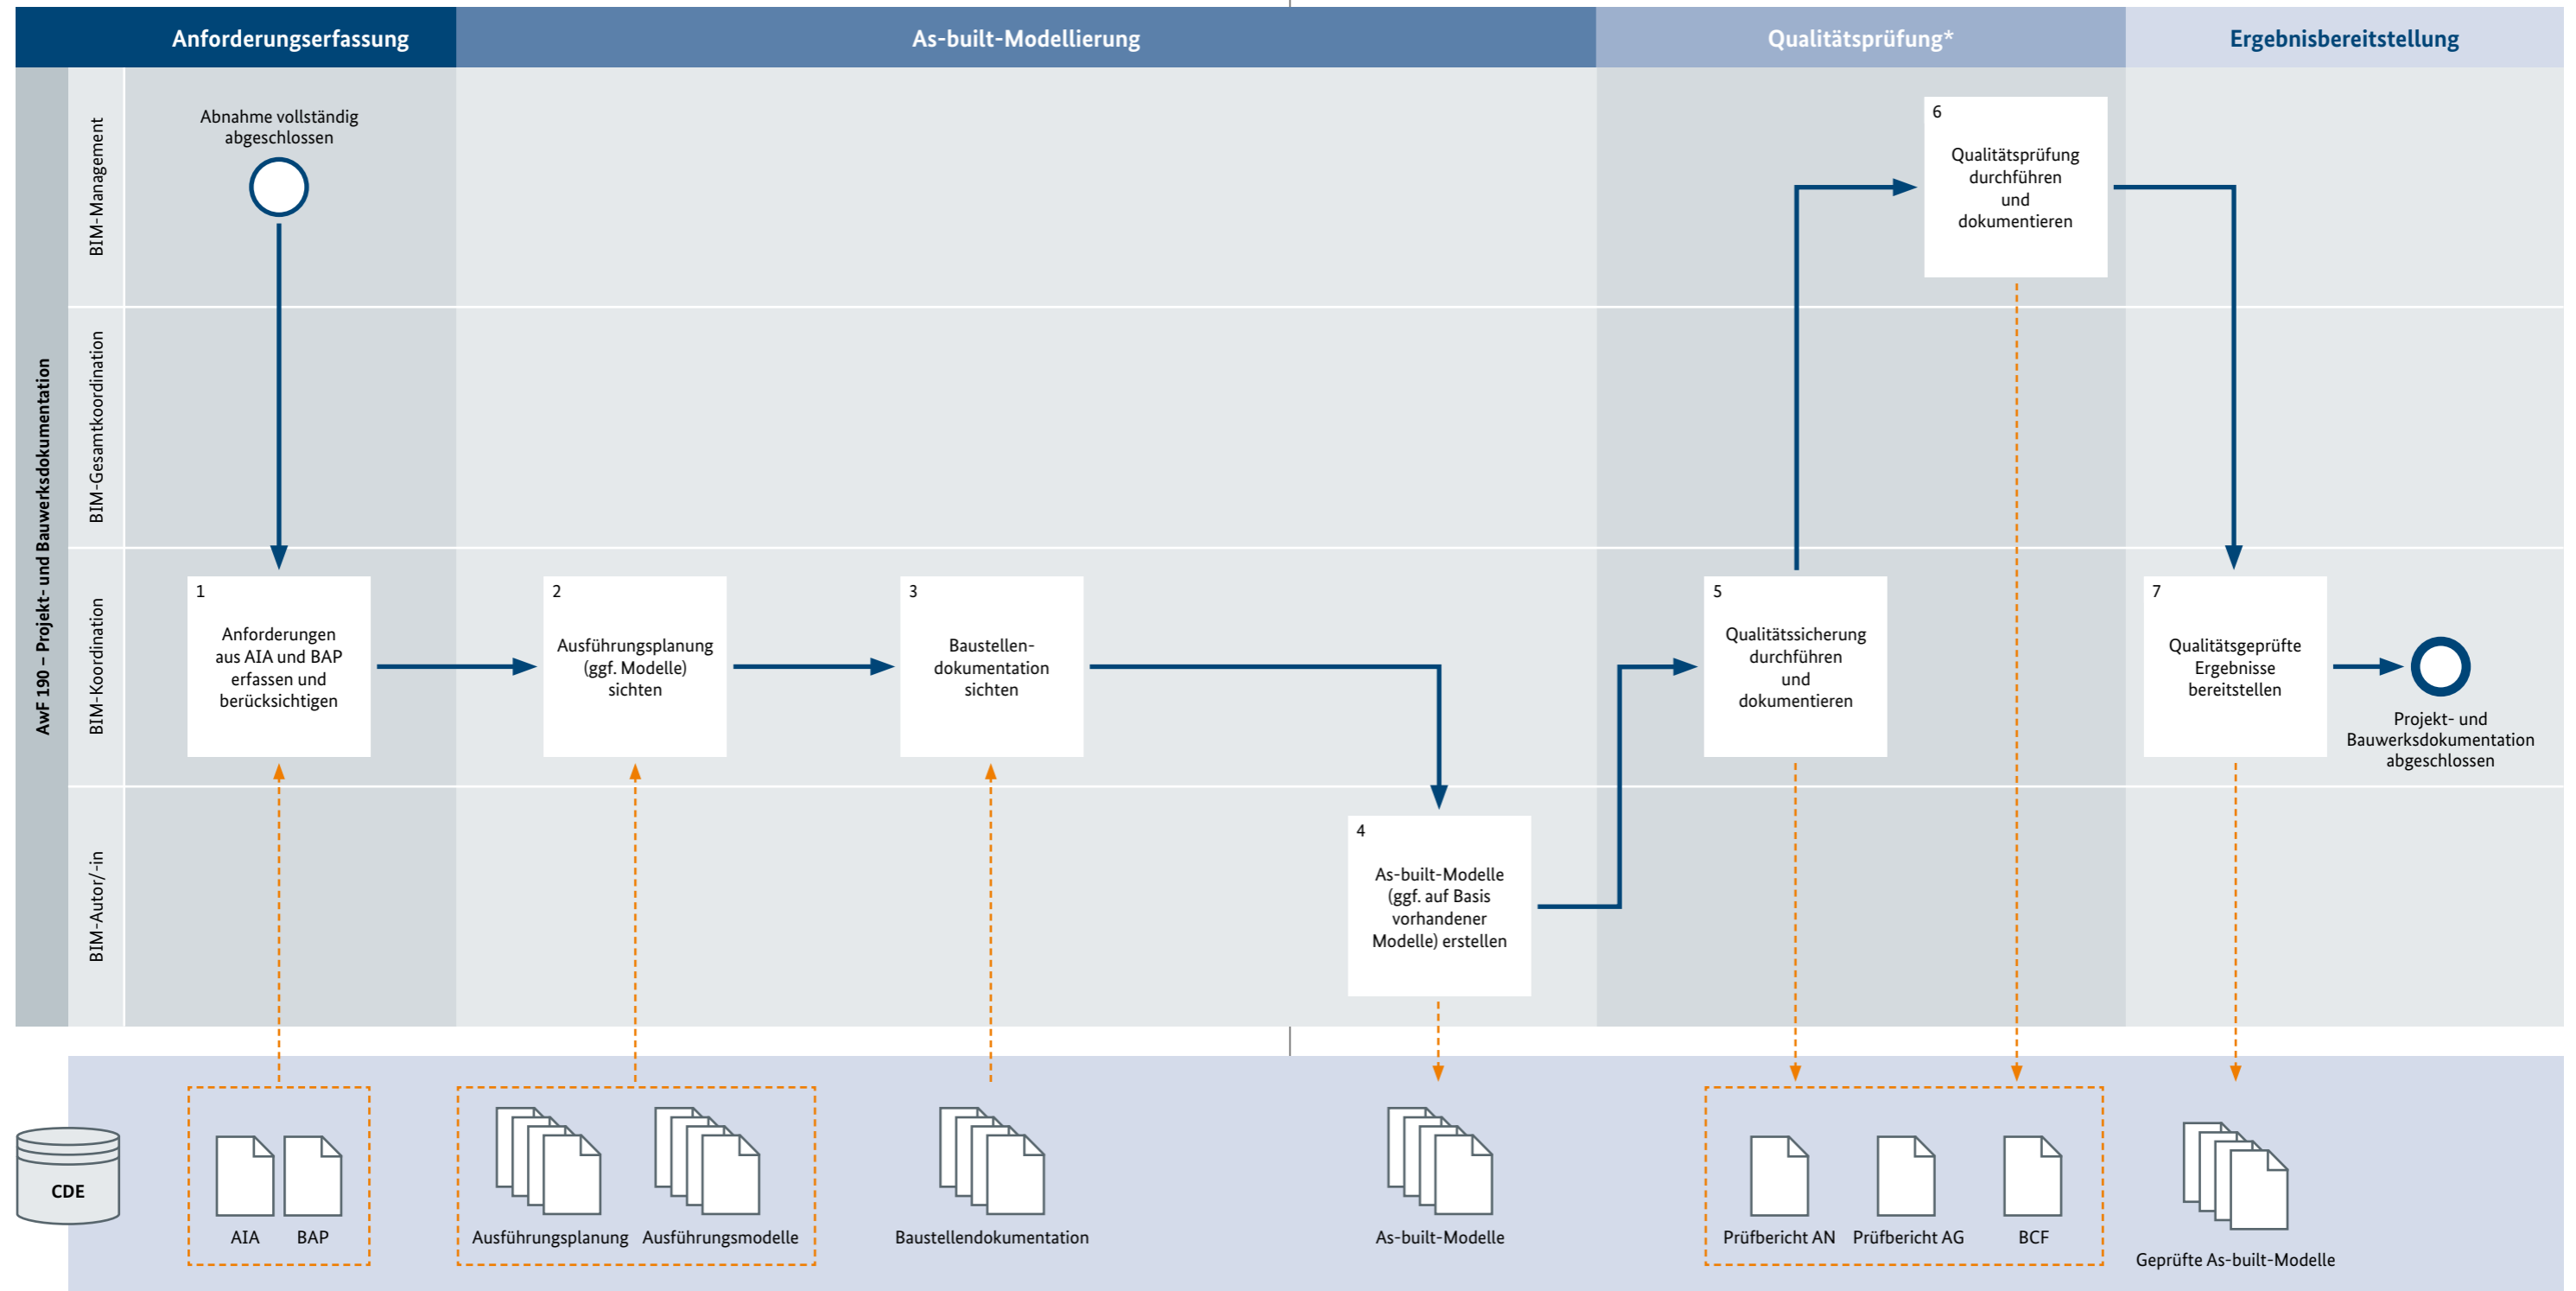 Anforderungserfassung
As-built-Modellierung
Qualitätsprüfung*
Ergebnisbereitstellung
AwF 190 – Projekt- und Bauwerksdokumentation
BIM-Management
Abnahme vollständig
abgeschlossen
6
Qualitätsprüfung
durchführen
und
dokumentieren
BIM-Gesamtkoordination
BIM-Koordination
1
Anforderungen
aus AIA und BAP
erfassen und
berücksichtigen
2
Ausführungsplanung
(ggf. Modelle)
sichten
3
Baustellen-
dokumentation
sichten
5
Qualitätssicherung
durchführen
und
dokumentieren
7
Qualitätsgeprüfte
Ergebnisse
bereitstellen
Projekt- und
Bauwerksdokumentation
abgeschlossen
BIM-Autor/-in
4
As-built-Modelle
(ggf. auf Basis
vorhandener
Modelle) erstellen
CDE
AIA
BAP
Ausführungsplanung
Ausführungsmodelle
Baustellendokumentation
As-built-Modelle
Prüfbericht AN
Prüfbericht AG
BCF
Geprüfte As-built-Modelle